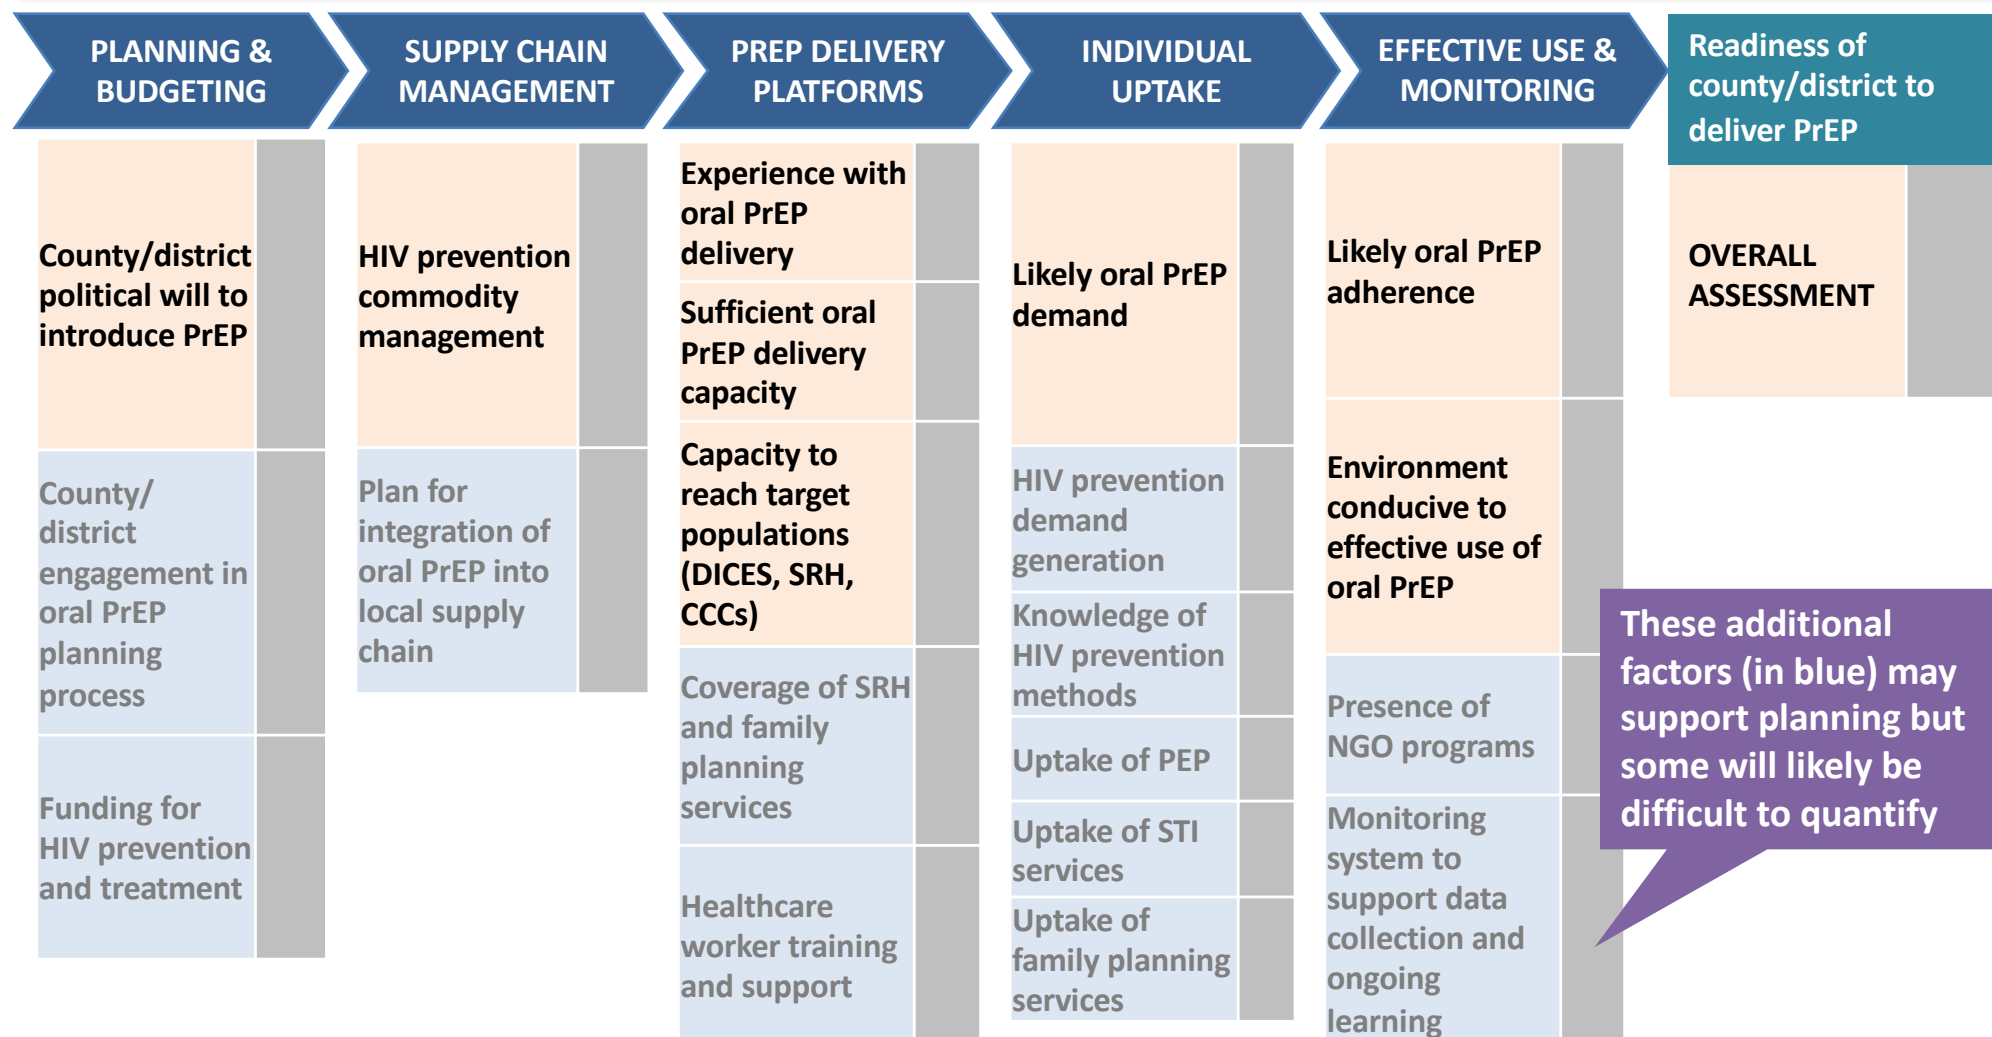 PLANNING &
BUDGETING
SUPPLY CHAIN
MANAGEMENT
PREP DELIVERY
PLATFORMS
INDIVIDUAL
UPTAKE
EFFECTIVE USE &
MONITORING
Readiness of
county/district to
deliver PrEP
County/district
political will to
introduce PrEP
County/
district
engagement in
oral PrEP
planning
process
Funding for
HIV prevention
and treatment
HIV prevention
commodity
management
Plan for
integration of
oral PrEP into
local supply
chain
Experience with
oral PrEP
delivery
Sufficient oral
PrEP delivery
capacity
Capacity to
reach target
populations
(DICES, SRH,
CCCs)
Coverage of SRH
and family
planning
services
Healthcare
worker training
and support
Likely oral PrEP
demand
HIV prevention
demand
generation
Knowledge of
HIV prevention
methods
Uptake of PEP
Uptake of STI
services
Uptake of
family planning
services
Likely oral PrEP
adherence
Environment
conducive to
effective use of
oral PrEP
Presence of
NGO programs
Monitoring
system to
support data
collection and
ongoing
learning
OVERALL
ASSESSMENT
These additional
factors (in blue) may
support planning but
some will likely be
difficult to quantify